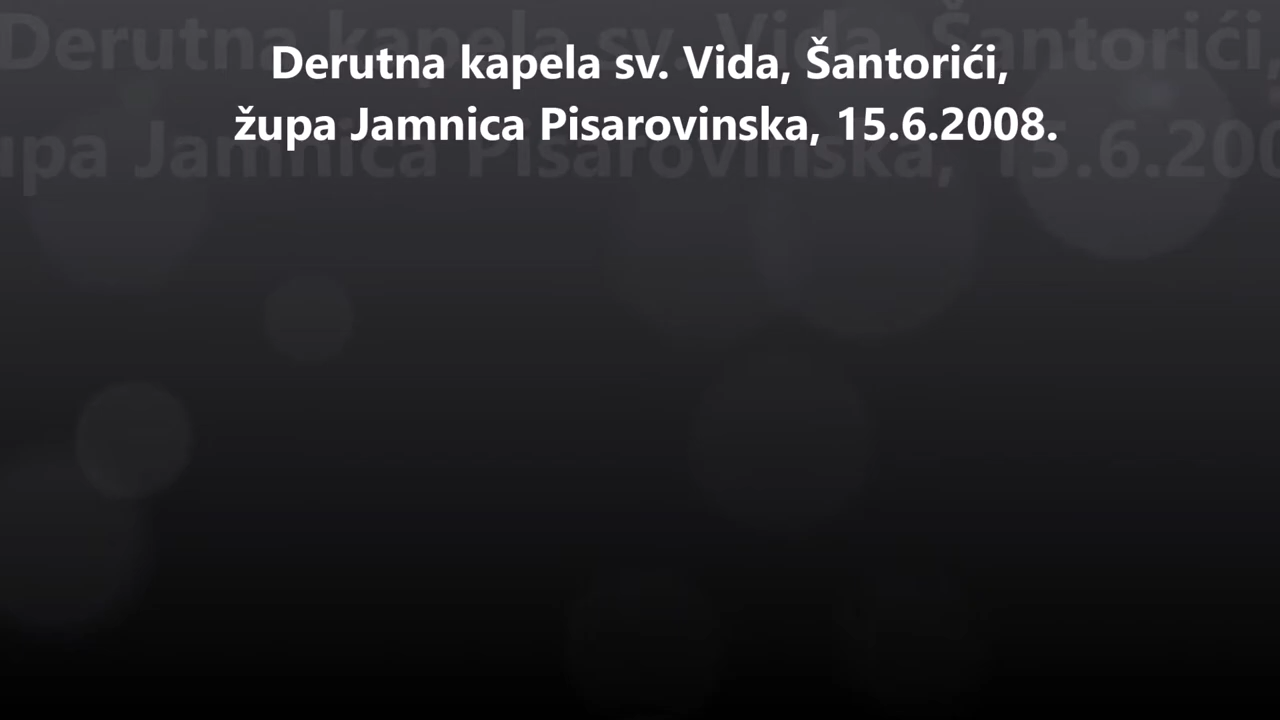 Derutna kapela sv. Vida, Šantorići,
župa Jamnica Pisarovinska, 15.6.2008.